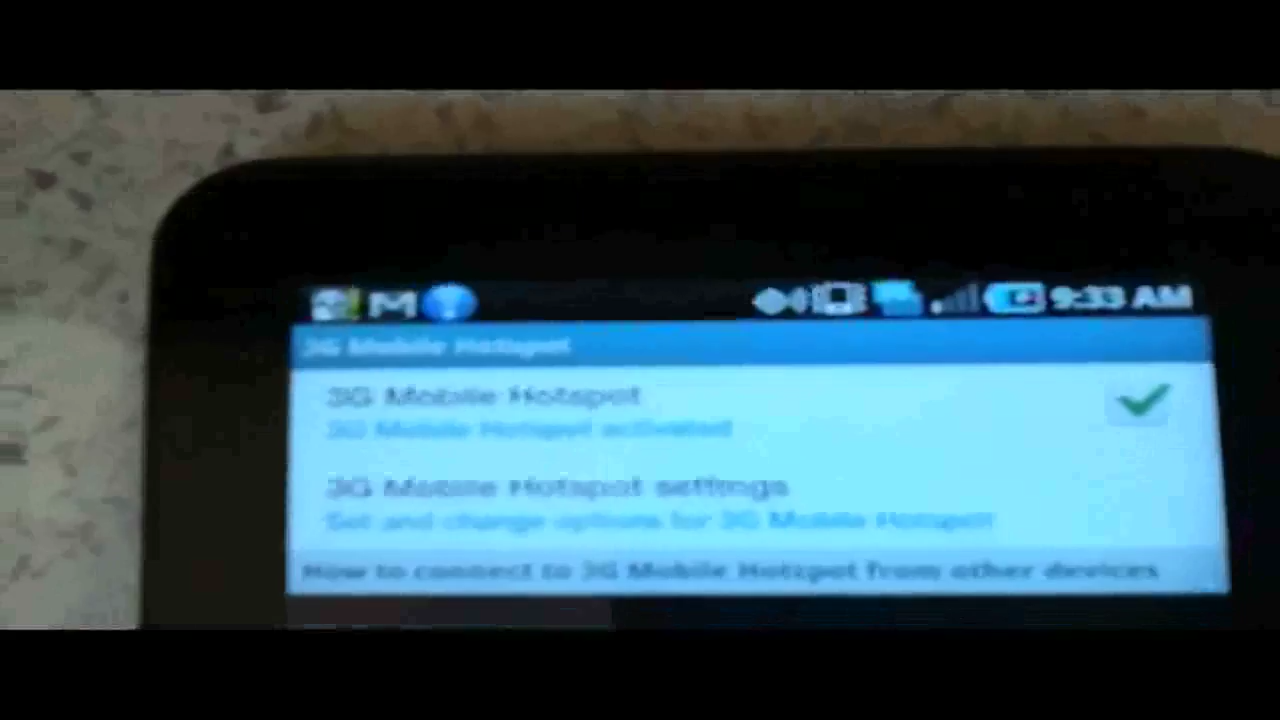 9:33 AM
3G Mobile Hotspot
3G Mobile Hotspot
3G Mobile Hotspot activated
3G Mobile Hotspot settings
Set and change options for 3G Mobile Hotspot
How to connect to 3G Mobile Hotspot from other devices